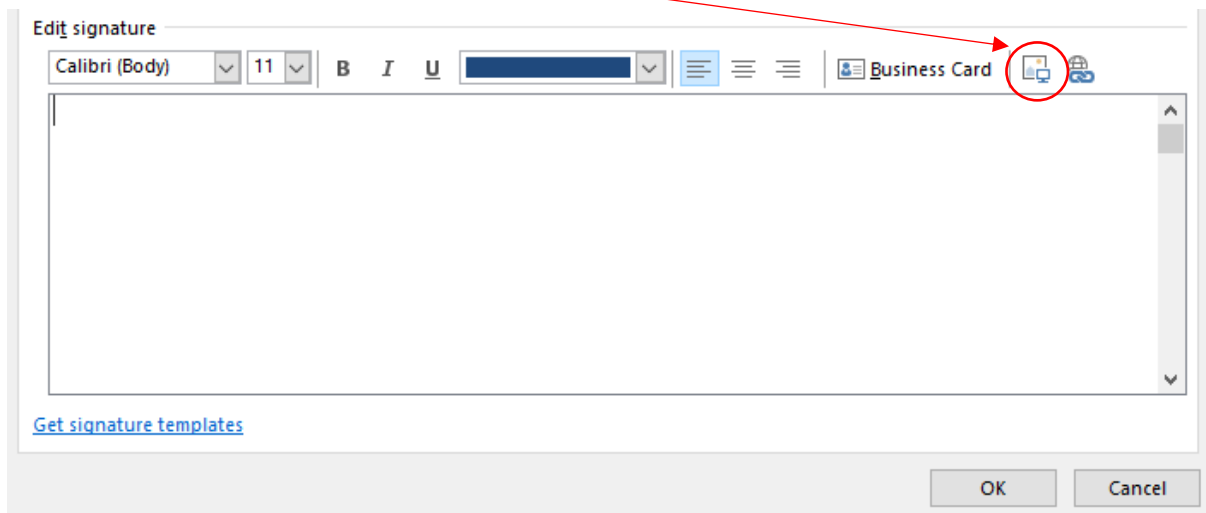 Edit signature
Calibri (Body) 11 B I U Business Card
Get signature templates
OK Cancel